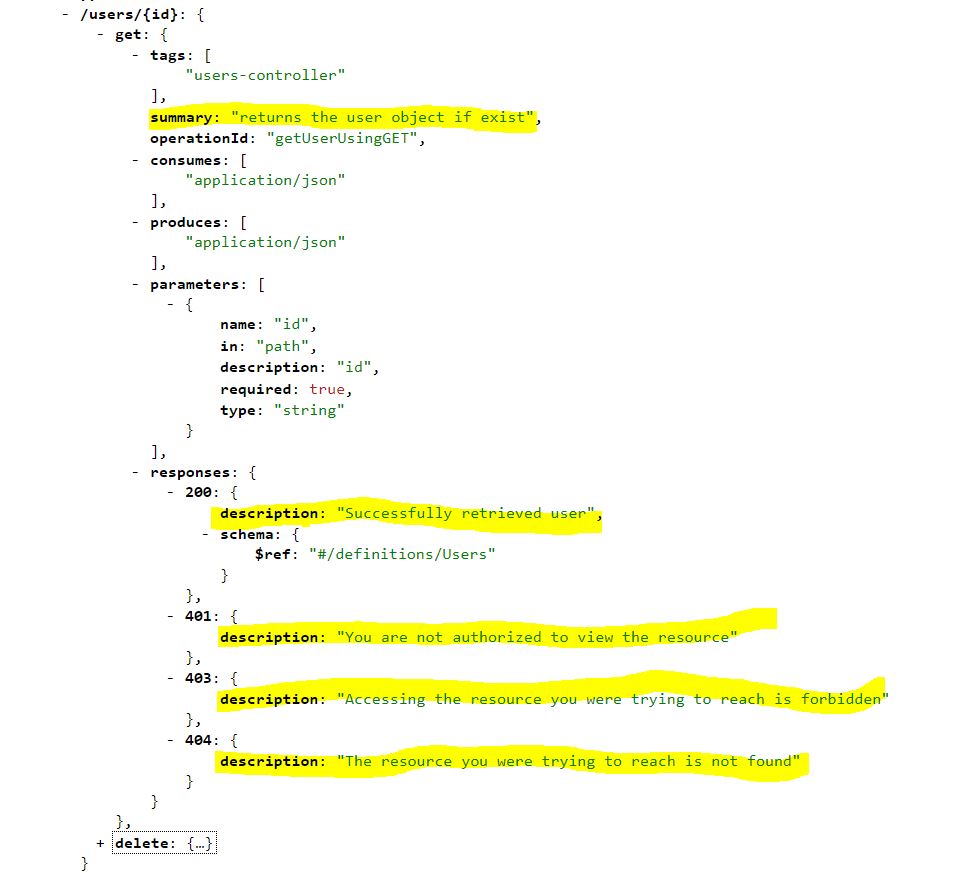 - /users/{id}: {
- get: {
- tags: [
"users-controller"
],
summary: "returns the user object if exist",
operationId: "getUserUsingGET",
- consumes: [
"application/json"
],
- produces: [
"application/json"
],
- parameters: [
- {
name: "id",
in: "path",
description: "id",
required: true,
type: "string"
}
],
- responses: {
- 200: {
description: "Successfully retrieved user",
- schema: {
$ref: "#/definitions/Users"
}
},
- 401: {
description: "You are not authorized to view the resource"
},
- 403: {
description: "Accessing the resource you were trying to reach is forbidden"
},
- 404: {
description: "The resource you were trying to reach is not found"
}
}
},
+ delete: {…}
}